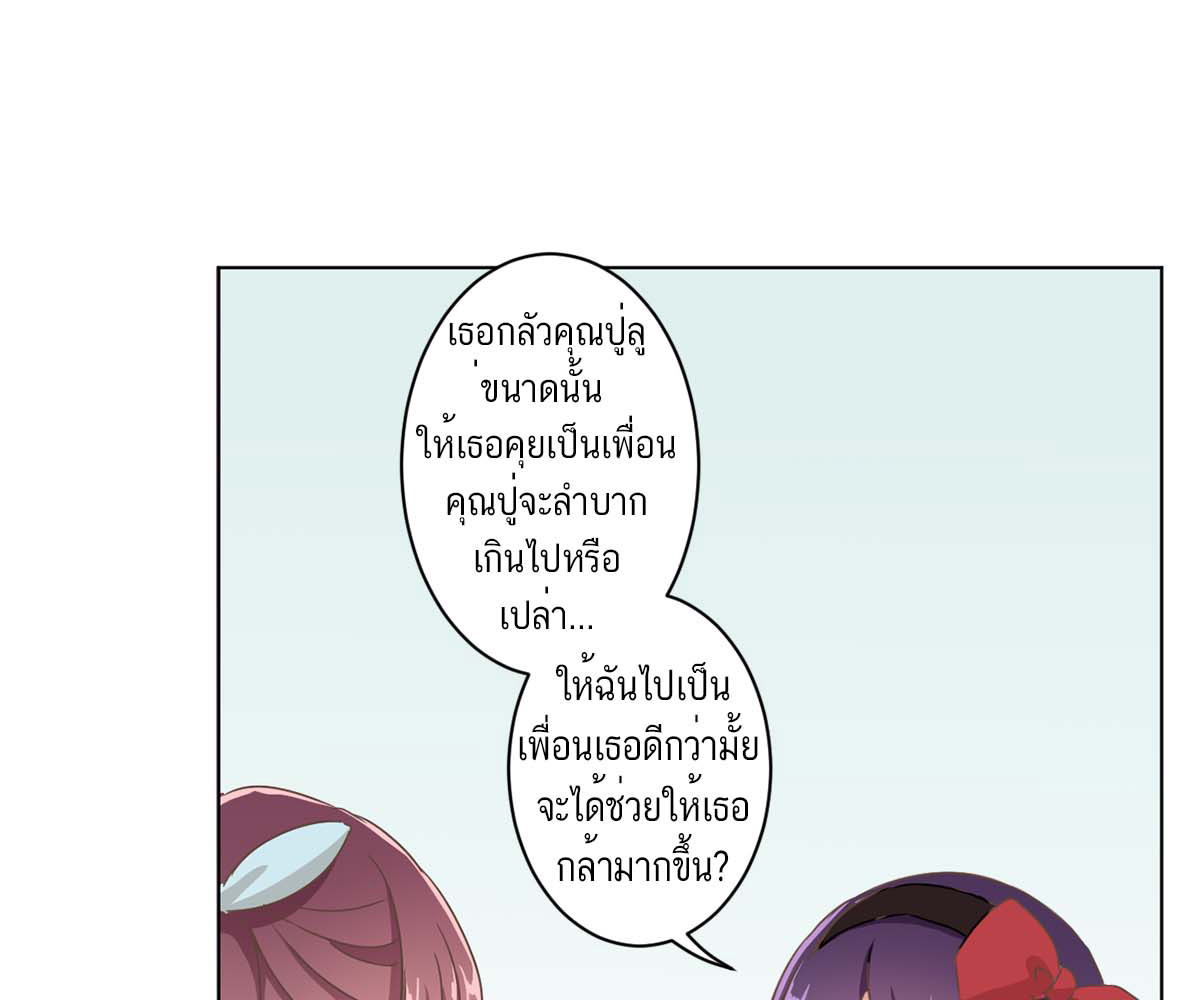 เธอกลัวคุณปู่ลู
่ขนาดนั้น
ให้เธอคุยเป็นเพื่อน
คุณปู่จะลำบาก
เกินไปหรือ
เปล่า...
ให้ฉันไปเป็น
เพื่อนเธอดีกว่ามั้ย
จะได้ช่วยให้เธอ
กล้ามากขึ้น?